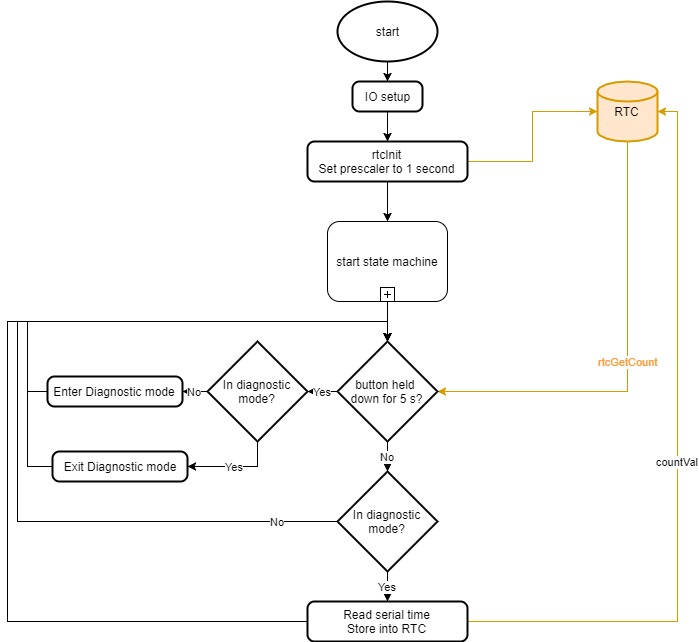 start
IO setup
RTC
rtcInit
Set prescaler to 1 second
start state machine
+
rtcGetCount
In diagnostic
mode?
button held
down for 5 s?
Enter Diagnostic mode
No
Yes
Exit Diagnostic mode
Yes
No
countVal
In diagnostic
mode?
No
Yes
Read serial time
Store into RTC